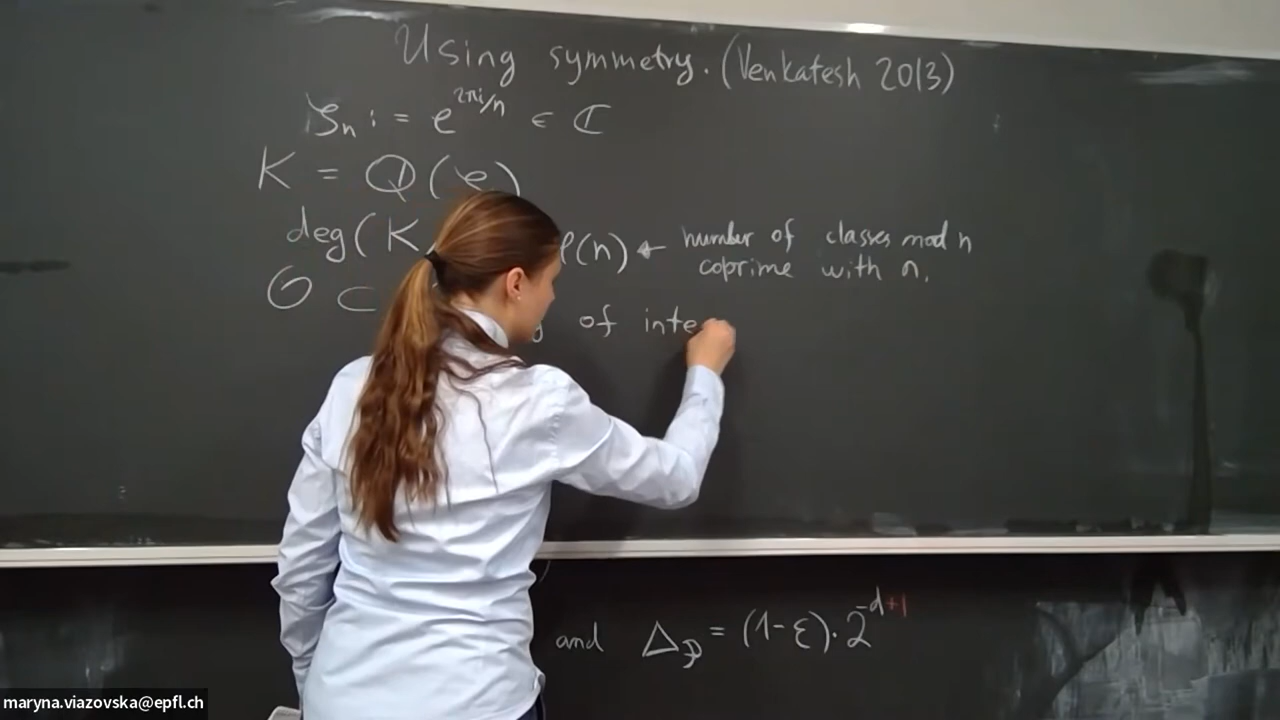 Using symmetry. (Venkatesh 2013)
ζn := e^2πi/n ∈ ℂ
K = Q(ζ)
deg(K φ(n) ← number of classes mod n
coprime with n.
O ⊂
of inte
and Δ_P = (1-ε)·2^-d+1
maryna.viazovska@epfl.ch